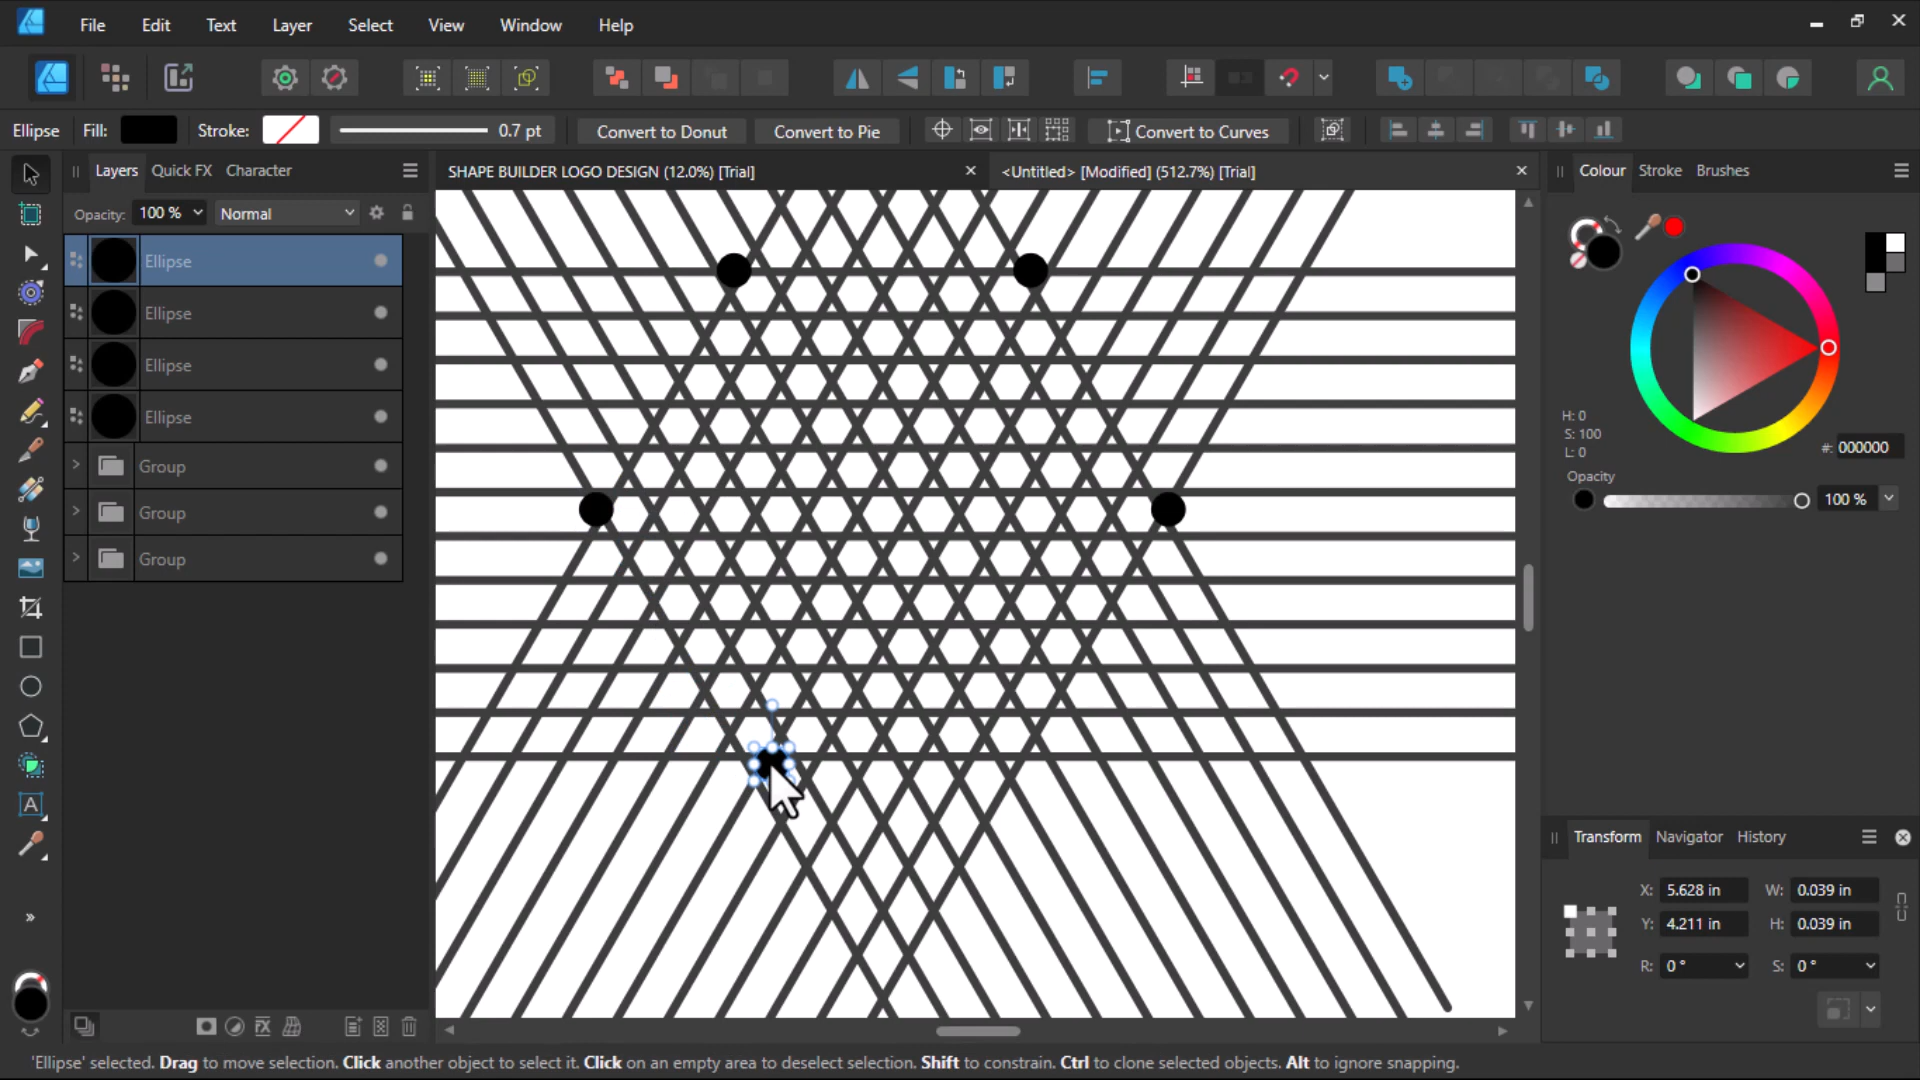 File Edit Text Layer Select View Window Help
Ellipse Fill: Stroke: 0.7 pt Convert to Donut Convert to Pie Convert to Curves
Layers Quick FX Character
SHAPE BUILDER LOGO DESIGN (12.0%) [Trial]
<Untitled> [Modified] (512.7%) [Trial]
Colour Stroke Brushes
Opacity: 100 % Normal
Ellipse
Ellipse
Ellipse
Ellipse
Group
Group
Group
H: 0
S: 100
L: 0
#: 000000
Opacity
100 %
Transform Navigator History
X: 5.628 in W: 0.039 in
Y: 4.211 in H: 0.039 in
R: 0 ° S: 0 °
'Ellipse' selected. Drag to move selection. Click another object to select it. Click on an empty area to deselect selection. Shift to constrain. Ctrl to clone selected objects. Alt to ignore snapping.